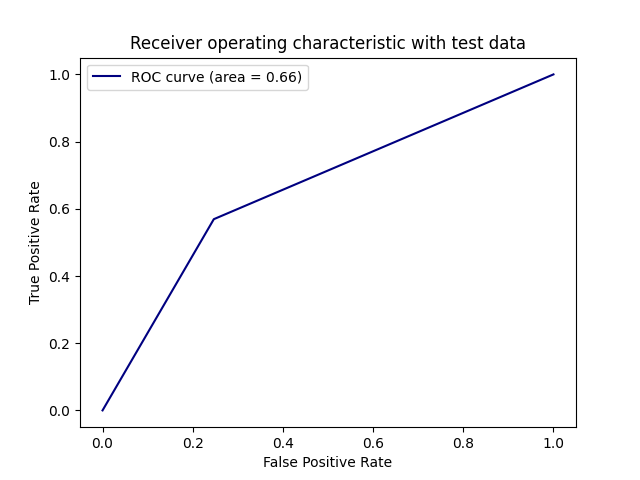 Receiver operating characteristic with test data
ROC curve (area = 0.66)
True Positive Rate
1.0
0.8
0.6
0.4
0.2
0.0
0.0 0.2 0.4 0.6 0.8 1.0
False Positive Rate